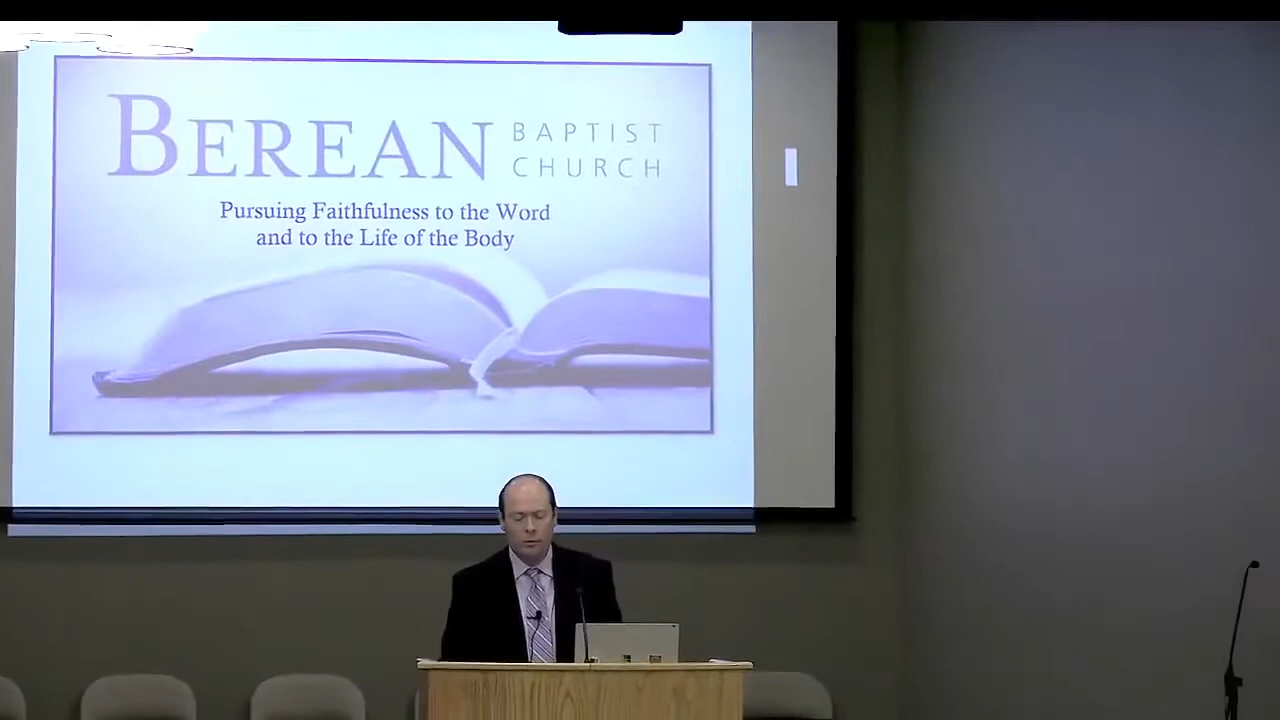 BEREAN BAPTIST CHURCH
Pursuing Faithfulness to the Word
and to the Life of the Body